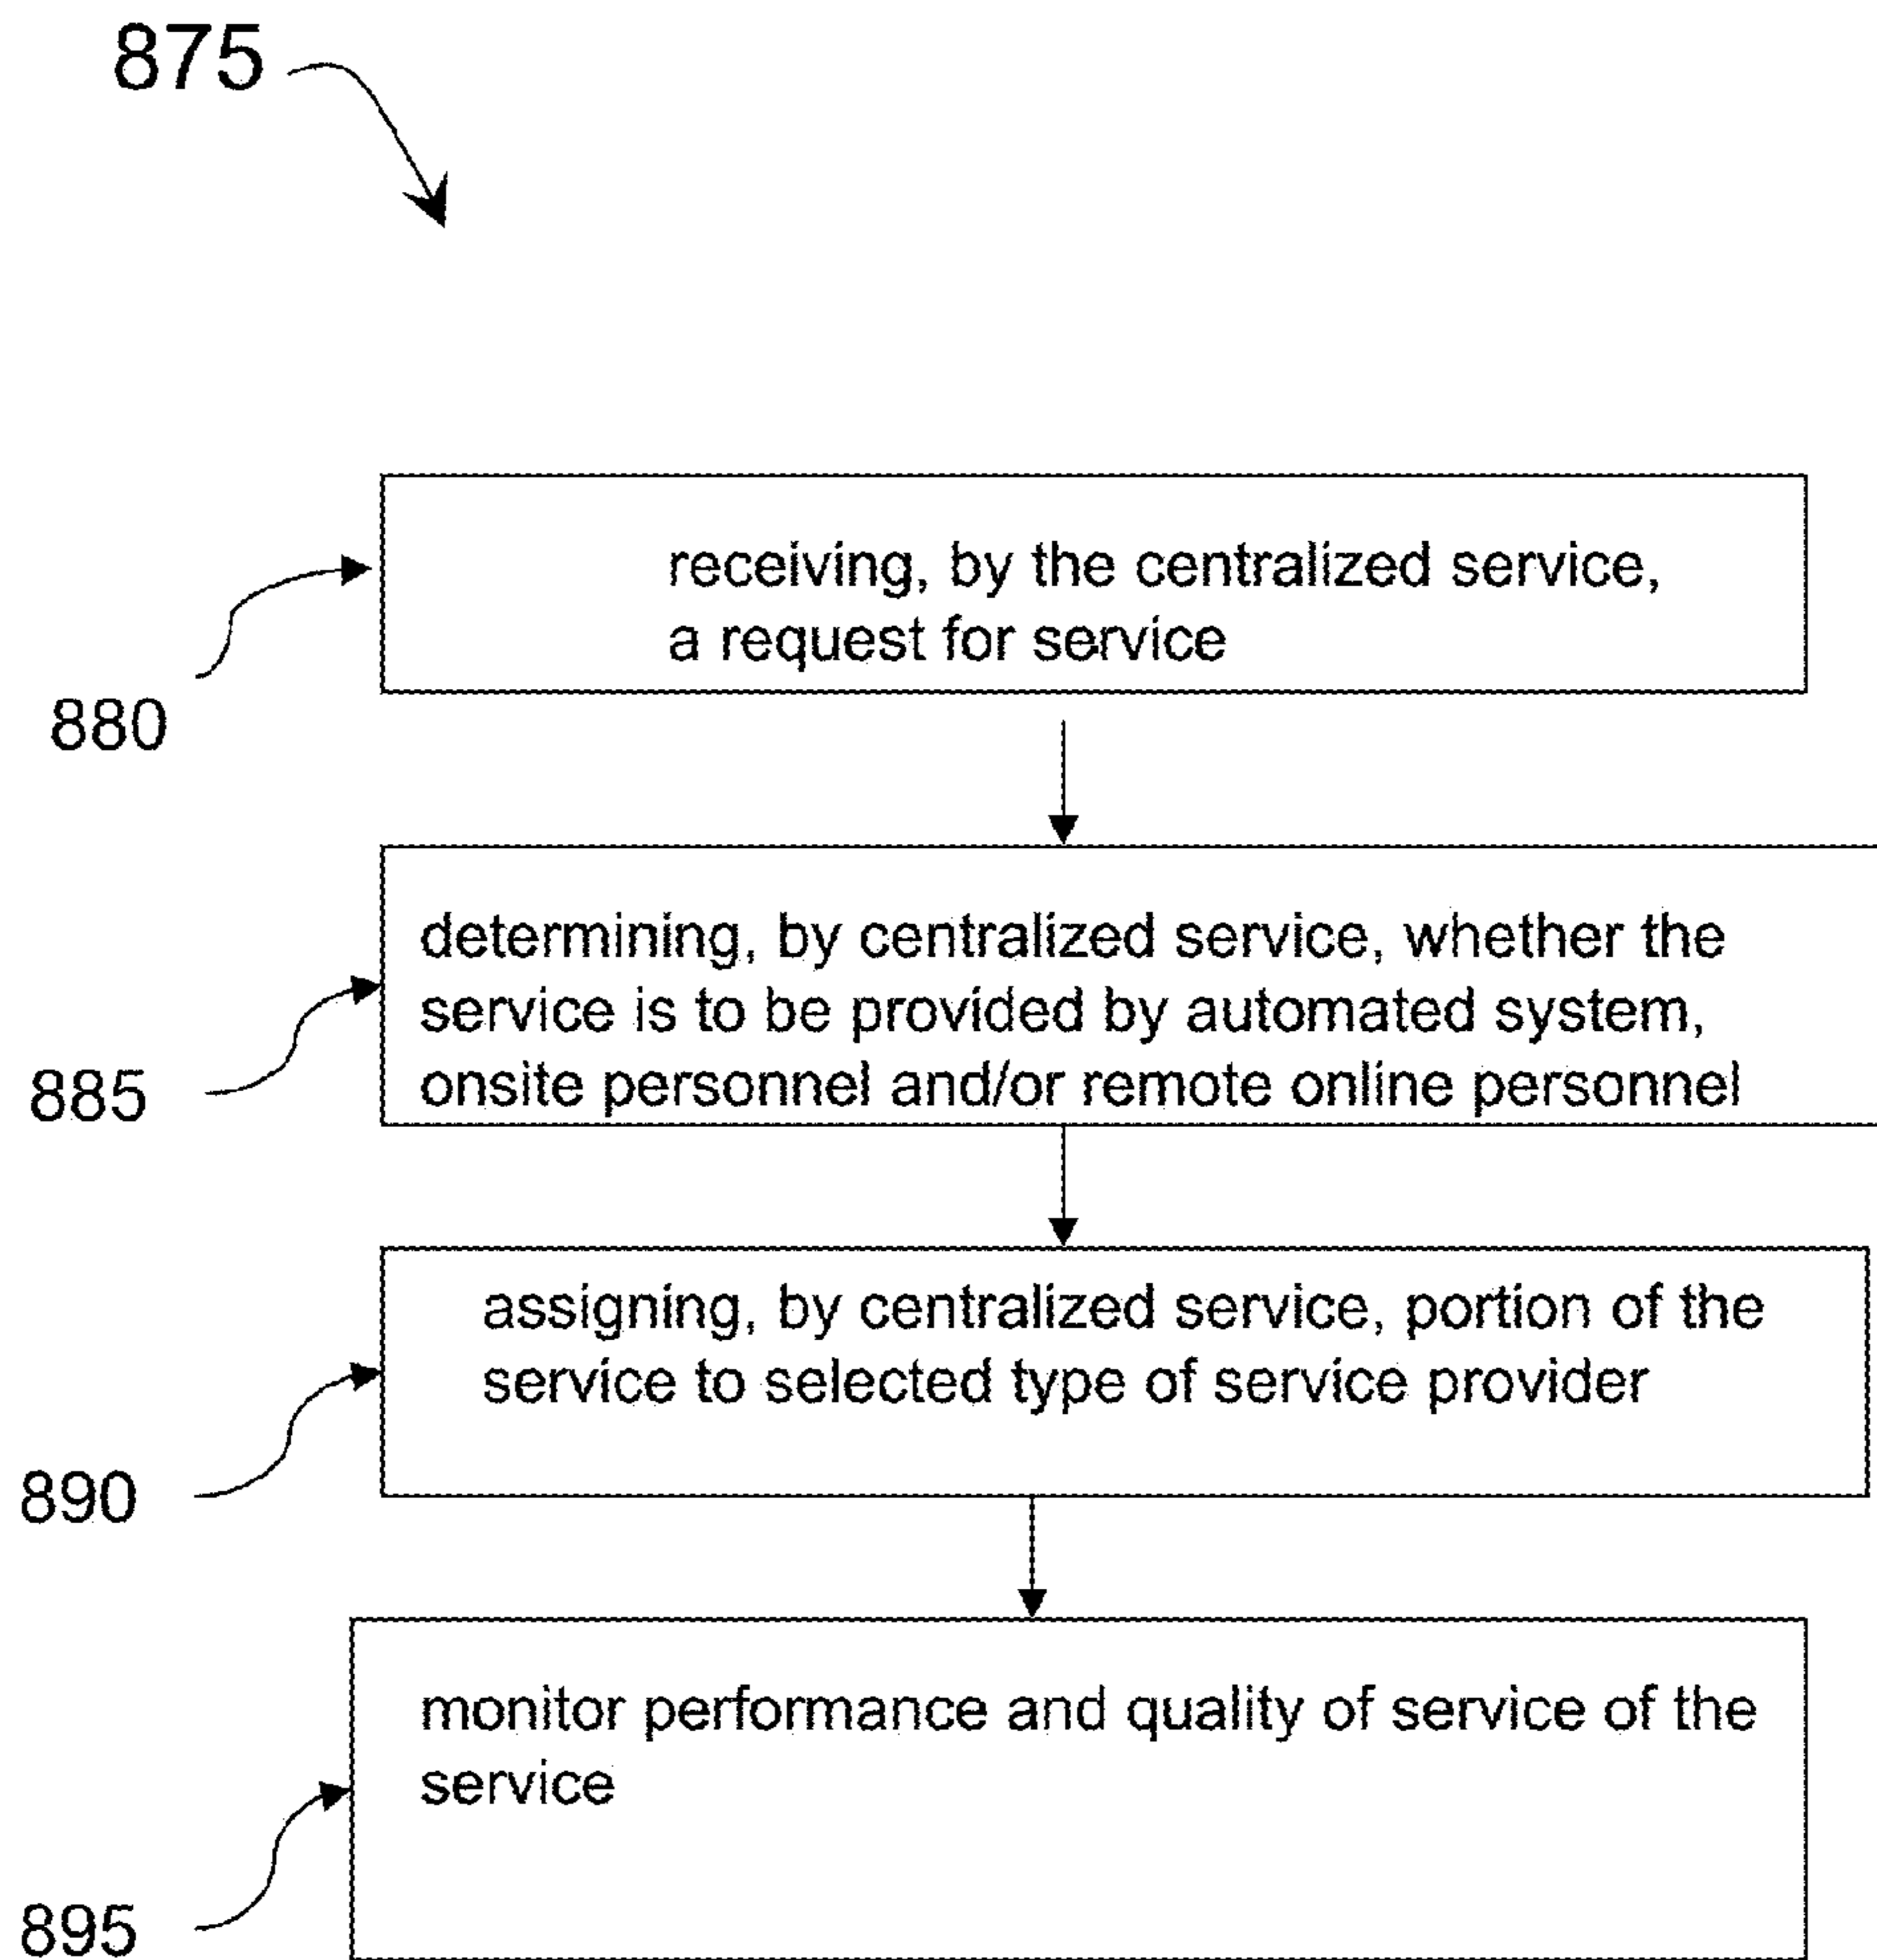 875
receiving, by the centralized service,
a request for service
880
determining, by centralized service, whether the
service is to be provided by automated system,
onsite personnel and/or remote online personnel
885
assigning, by centralized service, portion of the
service to selected type of service provider
890
monitor performance and quality of service of the
service
895